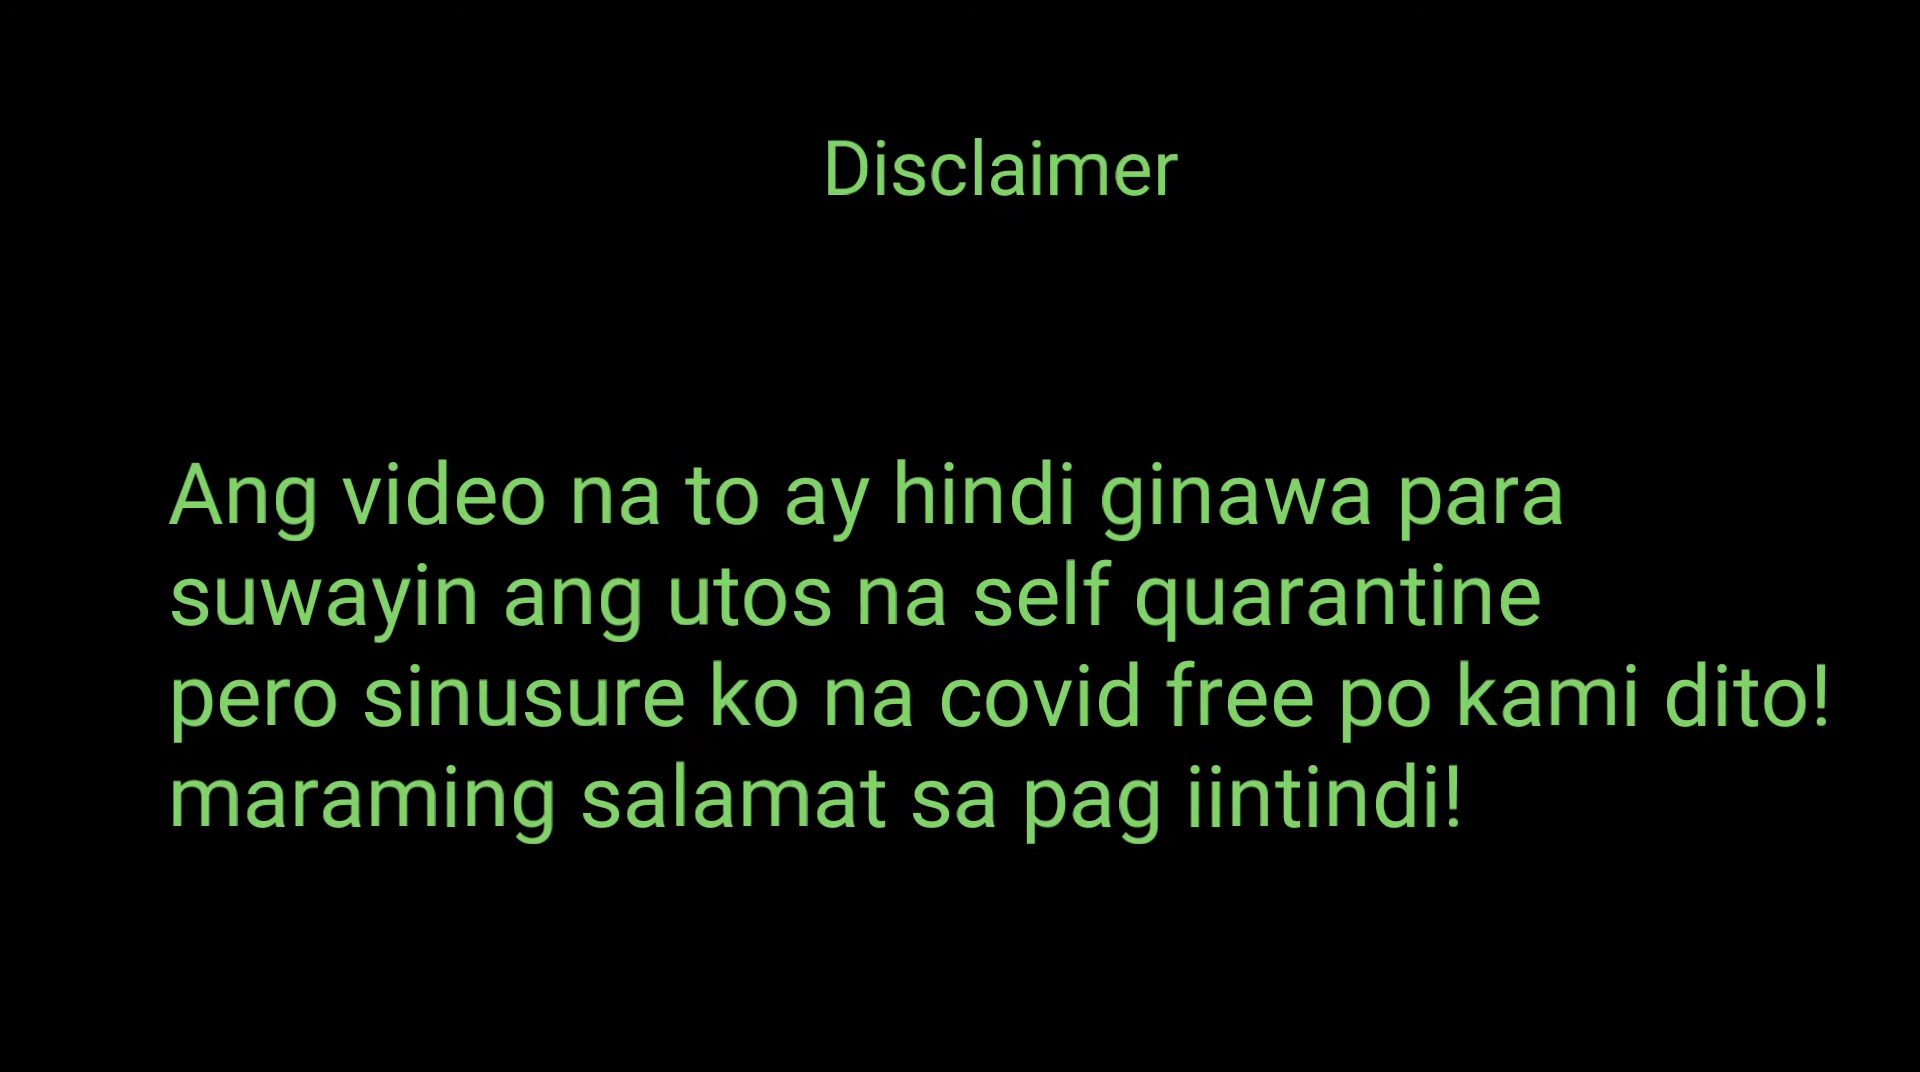 Disclaimer
Ang video na to ay hindi ginawa para
suwayin ang utos na self quarantine
pero sinusure ko na covid free po kami dito!
maraming salamat sa pag iintindi!